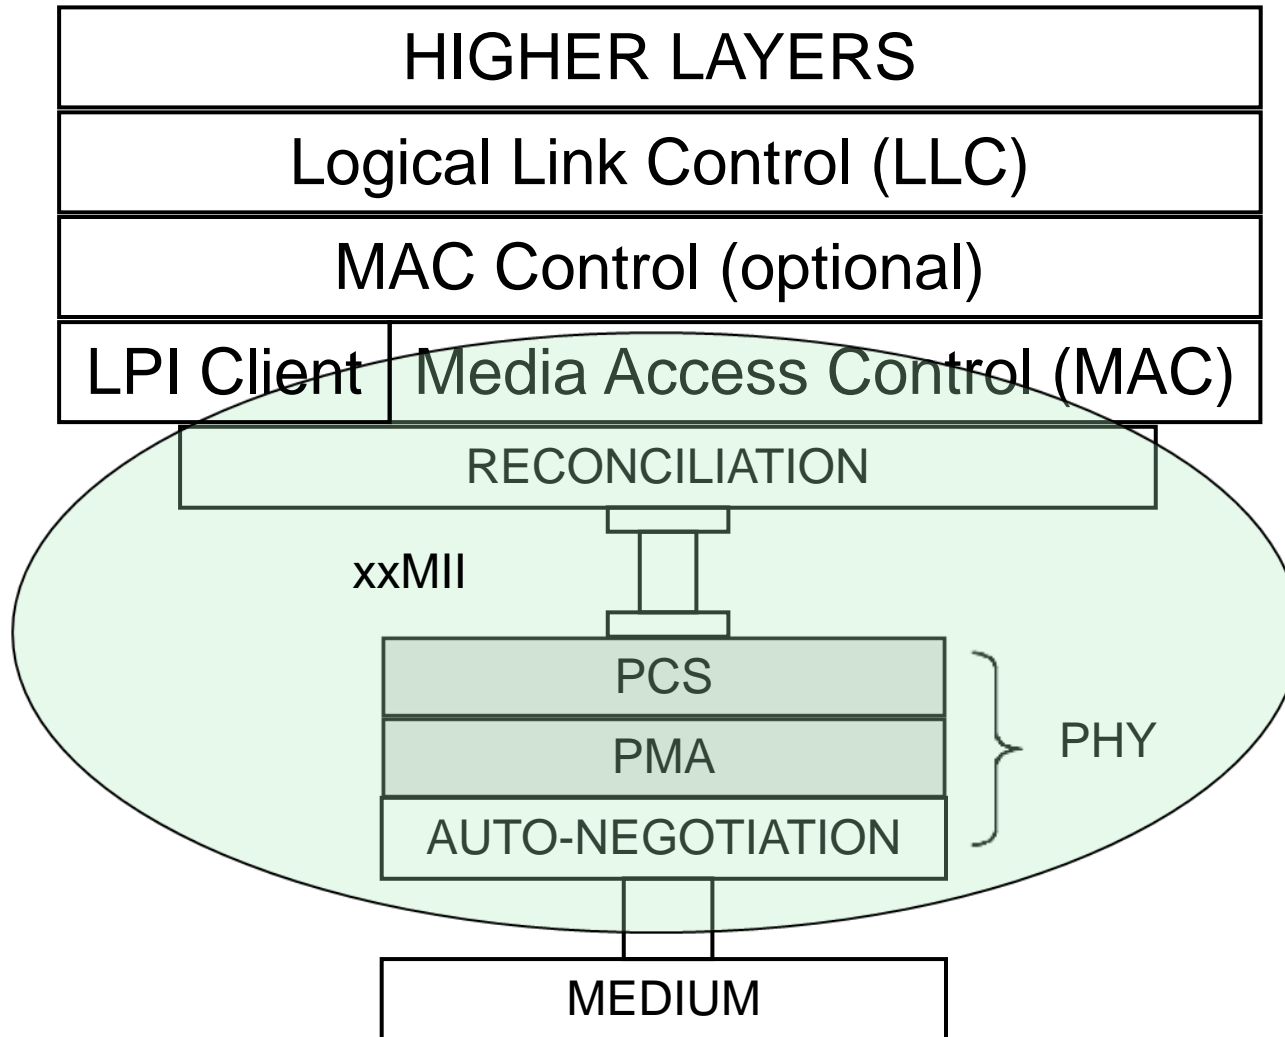 HIGHER LAYERS
Logical Link Control (LLC)
MAC Control (optional)
LPI Client
Media Access Control (MAC)
RECONCILIATION
xxMII
PCS
PMA
PHY
AUTO-NEGOTIATION
MEDIUM